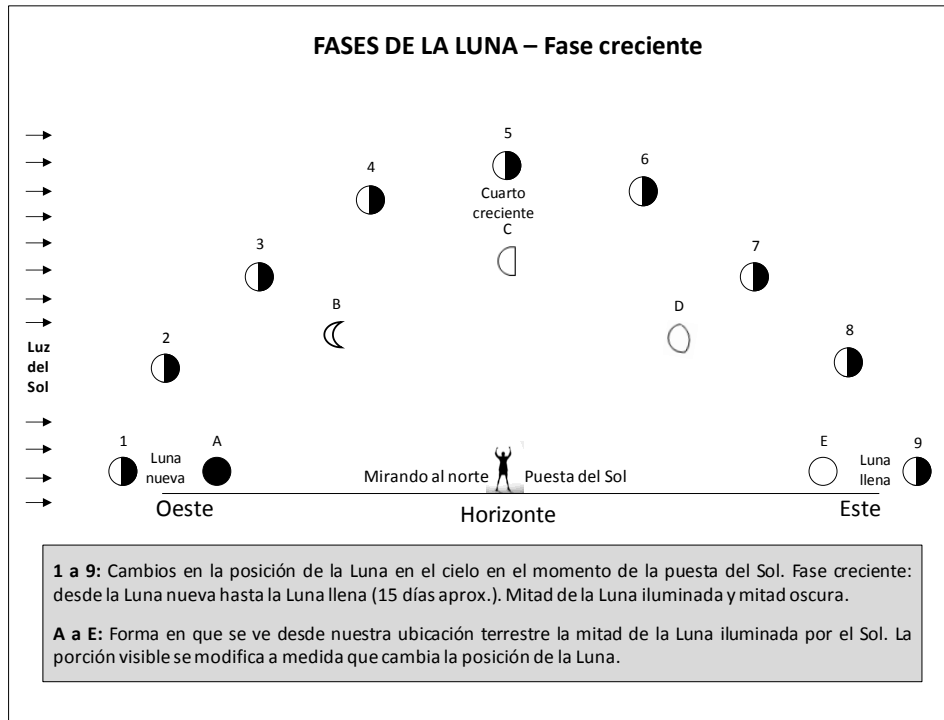 FASES DE LA LUNA – Fase creciente
5
4
6
Cuarto
creciente
C
3
7
B
D
2
8
Luz
del
Sol
1
Luna
nueva
A
Mirando al norte
Puesta del Sol
E
Luna
llena
9
Oeste
Horizonte
Este
1 a 9: Cambios en la posición de la Luna en el cielo en el momento de la puesta del Sol. Fase creciente:
desde la Luna nueva hasta la Luna llena (15 días aprox.). Mitad de la Luna iluminada y mitad oscura.
A a E: Forma en que se ve desde nuestra ubicación terrestre la mitad de la Luna iluminada por el Sol. La
porción visible se modifica a medida que cambia la posición de la Luna.